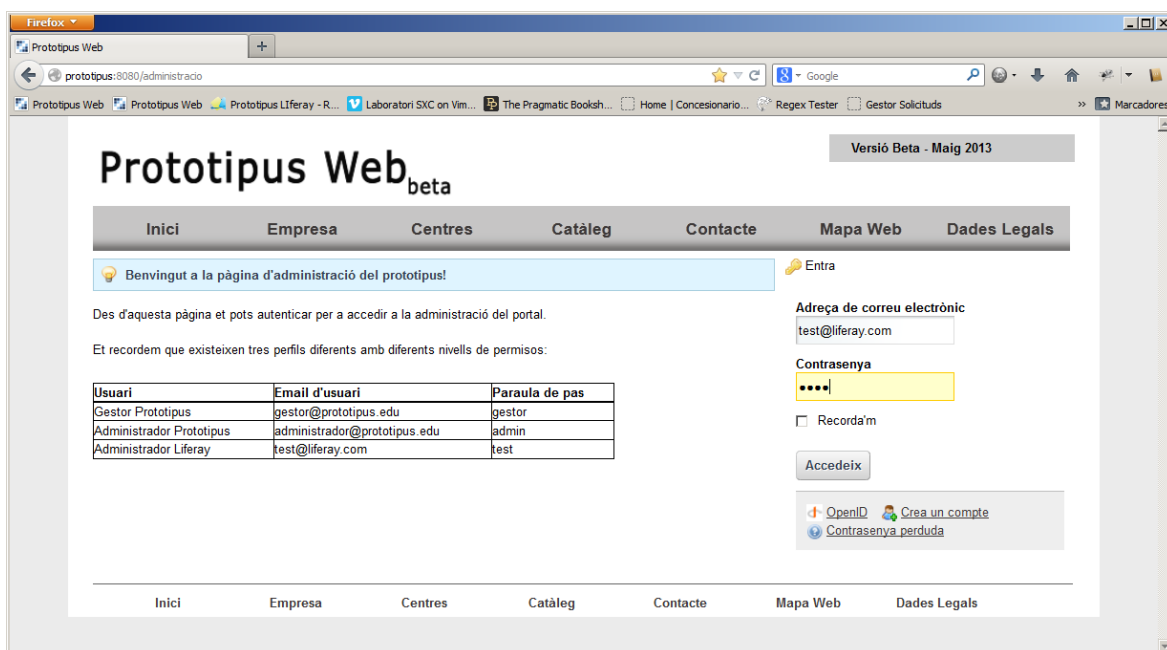 Firefox
Prototipus Web
prototipus:8080/administracio
Google
Prototipus Web Prototipus Web Prototipus LIferay - R... Laboratori SXC on Vim... The Pragmatic Booksh... Home | Concesionario... Regex Tester Gestor Solicituds » Marcadores
Versió Beta - Maig 2013
Prototipus Web beta
Inici Empresa Centres Catàleg Contacte Mapa Web Dades Legals
Benvingut a la pàgina d'administració del prototipus!
Entra
Des d'aquesta pàgina et pots autenticar per a accedir a la administració del portal.
Et recordem que existeixen tres perfils diferents amb diferents nivells de permisos:
Usuari Email d'usuari Paraula de pas
Gestor Prototipus gestor@prototipus.edu gestor
Administrador Prototipus administrador@prototipus.edu admin
Administrador Liferay test@liferay.com test
Adreça de correu electrònic
test@liferay.com
Contrasenya
••••
Recorda'm
Accedeix
OpenID Crea un compte
Contrasenya perduda
Inici Empresa Centres Catàleg Contacte Mapa Web Dades Legals